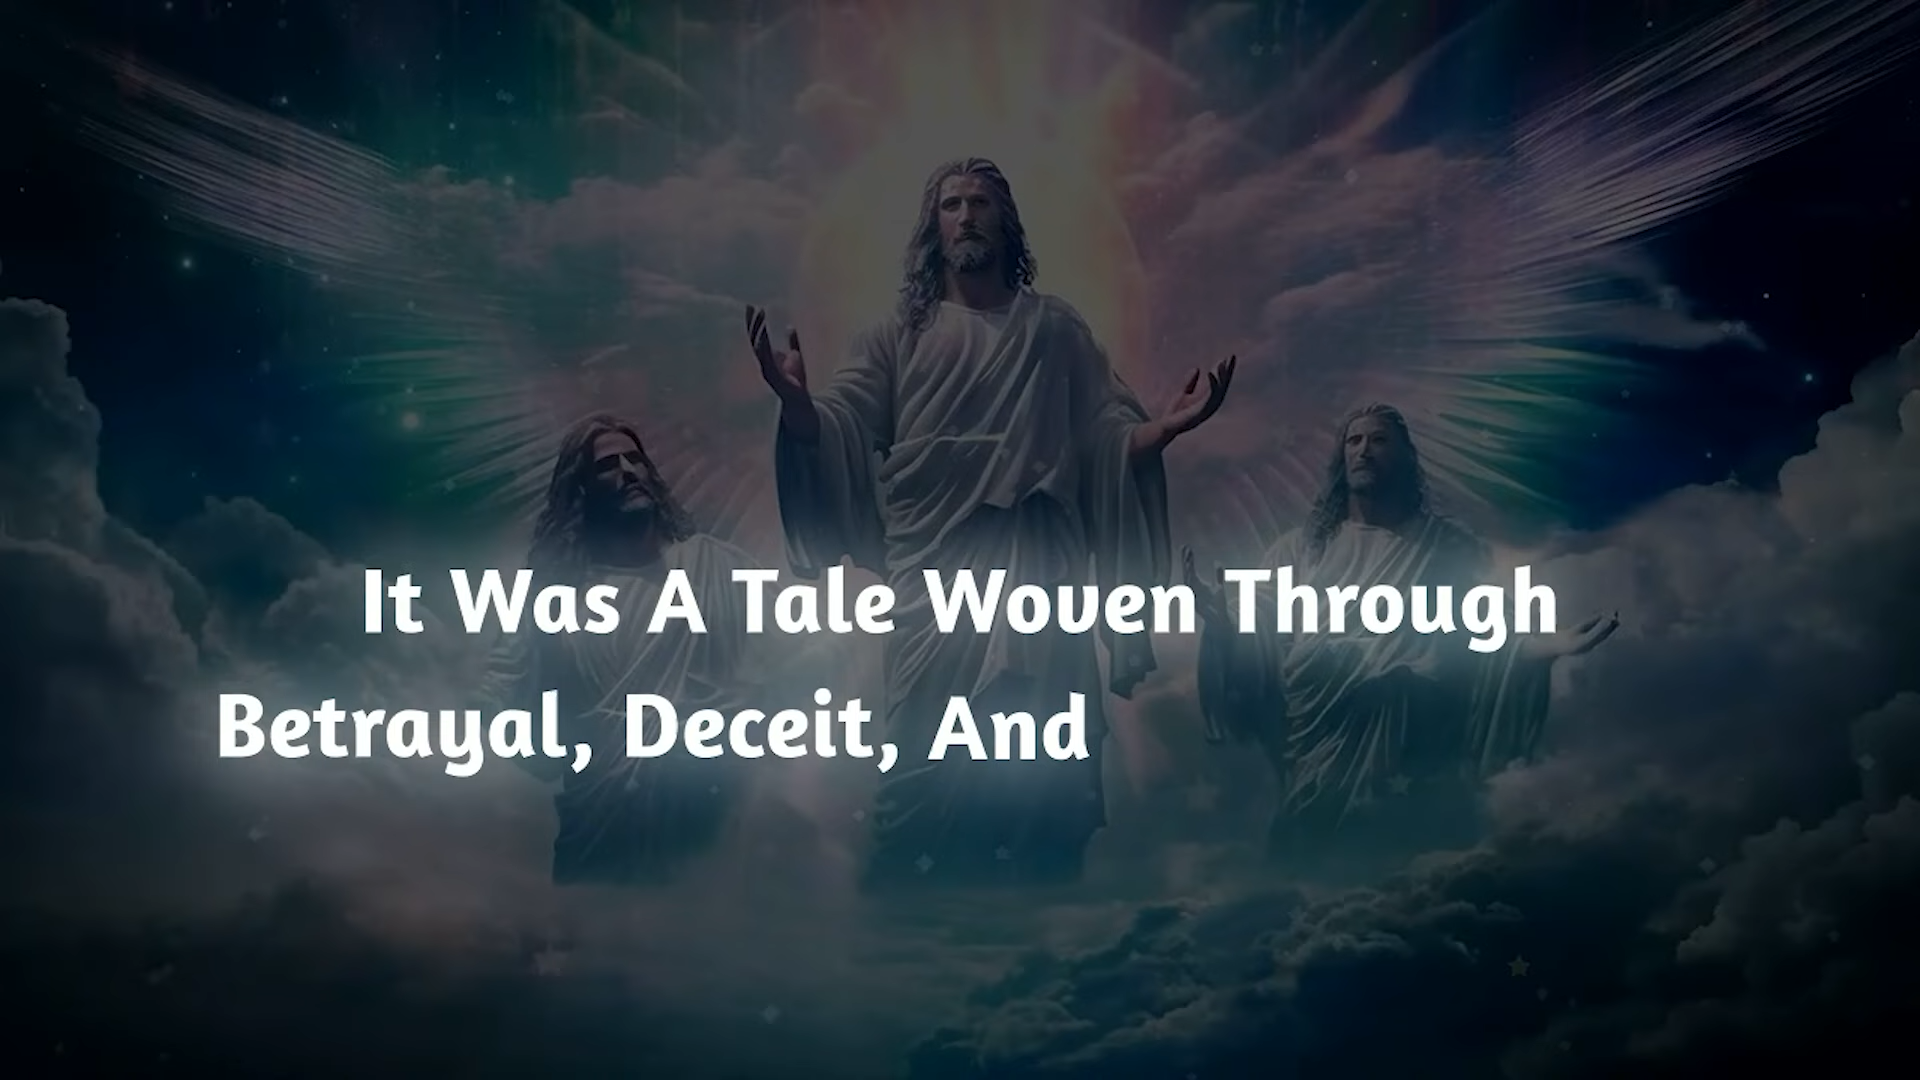 It Was A Tale Woven Through
Betrayal, Deceit, And